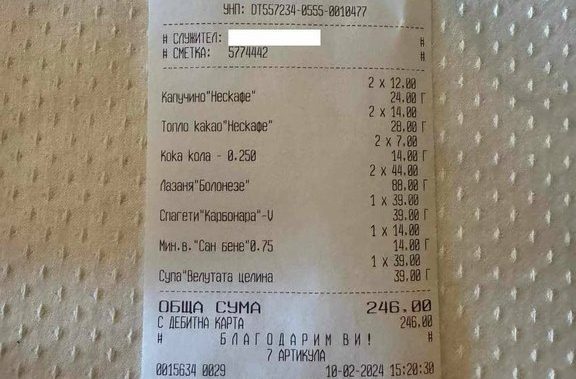 УНП: DT557234-0555-0010477
# СЛУЖИТЕЛ: #
# СМЕТКА: 5774442 #
2 x 12.00
Капучино"Нескафе" 24.00 Г
2 x 14.00
Топло какао"Нескафе" 28.00 Г
2 x 7.00
Кока кола - 0.250 14.00 Г
2 x 44.00
Лазаня"Болонезе" 88.00 Г
1 x 39.00
Спагети"Карбонара"-V 39.00 Г
1 x 14.00
Мин.в."Сан бене"0.75 14.00 Г
1 x 39.00
Супа"Велутата целина 39.00 Г
ОБЩА СУМА 246.00
С ДЕБИТНА КАРТА 246.00
# БЛАГОДАРИМ ВИ! #
7 АРТИКУЛА
0015634 0029 10-02-2024 15:20:30